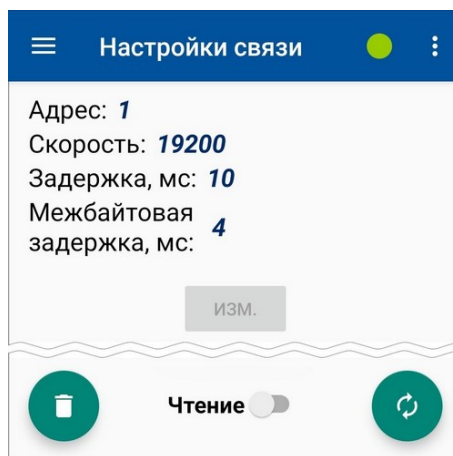 Настройки связи
Адрес: 1
Скорость: 19200
Задержка, мс: 10
Межбайтовая
задержка, мс: 4
изм.
Чтение